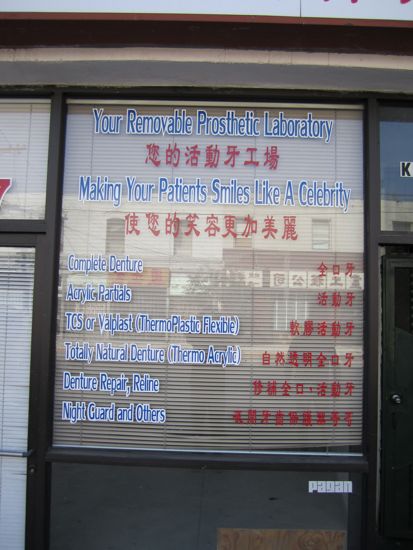 Your Removable Prosthetic Laboratory
您的活動牙工場
Making Your Patients Smiles Like A Celebrity
使您的笑容更加美麗
Complete Denture 全口牙
Acrylic Partials 活動牙
TCS or Valplast (ThermoPlastic Flexible) 軟膠活動牙
Totally Natural Denture (Thermo Acrylic) 自然透明全口牙
Denture Repair, Reline 修補全口、活動牙
Night Guard and Others
pagan
7
K